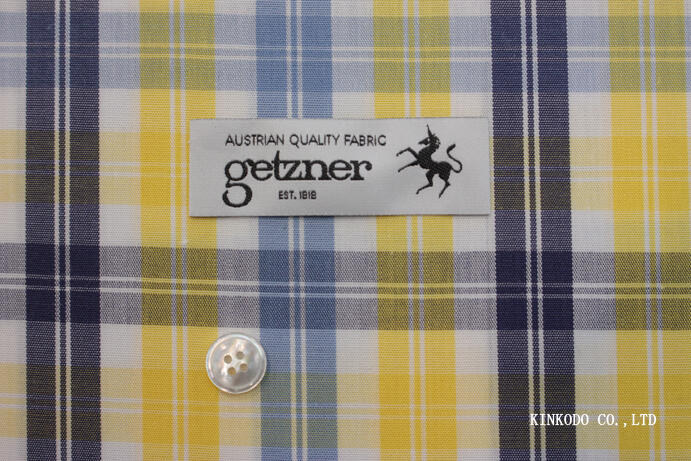 AUSTRIAN QUALITY FABRIC
getzner
EST. 1818
KINKODO CO.,LTD